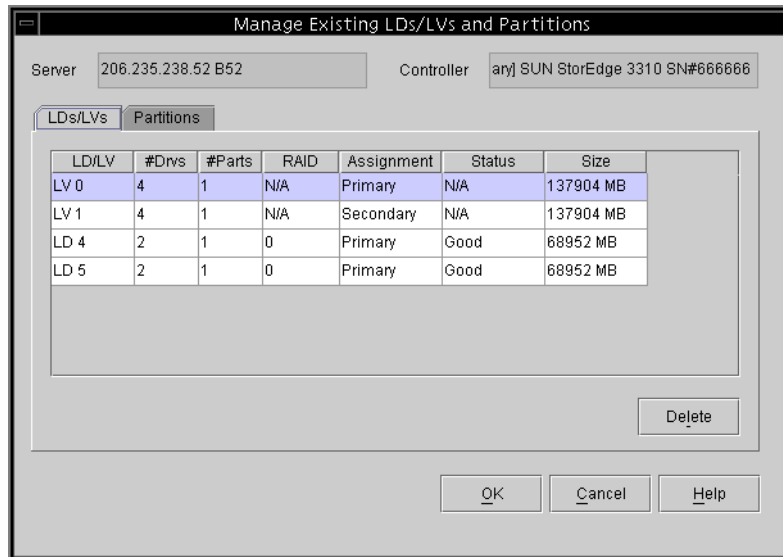 Manage Existing LDs/LVs and Partitions
Server 206.235.238.52 B52 Controller ary] SUN StorEdge 3310 SN#666666
LDs/LVs Partitions
LD/LV #Drvs #Parts RAID Assignment Status Size
LV 0 4 1 N/A Primary N/A 137904 MB
LV 1 4 1 N/A Secondary N/A 137904 MB
LD 4 2 1 0 Primary Good 68952 MB
LD 5 2 1 0 Primary Good 68952 MB
Delete
OK Cancel Help